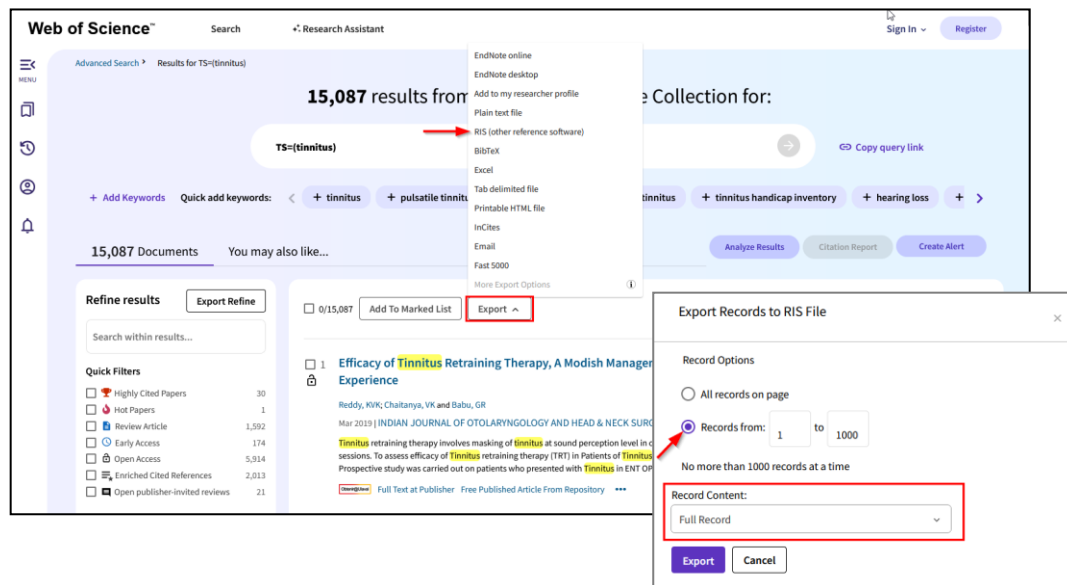 Web of Science™
Search
Research Assistant
Sign In
Register
MENU
Advanced Search > Results for TS=(tinnitus)
EndNote online
EndNote desktop
Add to my researcher profile
Plain text file
RIS (other reference software)
BibTeX
Excel
Tab delimited file
Printable HTML file
InCites
Email
Fast 5000
More Export Options
15,087 results from e Collection for:
TS=(tinnitus)
Copy query link
+ Add Keywords Quick add keywords: < + tinnitus + pulsatile tinnitu tinnitus + tinnitus handicap inventory + hearing loss + >
15,087 Documents You may also like...
Analyze Results Citation Report Create Alert
Refine results Export Refine
Search within results...
Quick Filters
Highly Cited Papers 30
Hot Papers 1
Review Article 1,592
Early Access 174
Open Access 5,914
Enriched Cited References 2,013
Open publisher-invited reviews 21
0/15,087 Add To Marked List Export
1 Efficacy of Tinnitus Retraining Therapy, A Modish Manager
Experience
Reddy, KVK; Chaitanya, VK and Babu, GR
Mar 2019 | INDIAN JOURNAL OF OTOLARYNGOLOGY AND HEAD & NECK SURG
Tinnitus retraining therapy involves masking of tinnitus at sound perception level in c
sessions. To assess efficacy of Tinnitus retraining therapy (TRT) in Patients of Tinnitus
Prospective study was carried out on patients who presented with Tinnitus in ENT OP
Full Text at Publisher Free Published Article From Repository •••
Export Records to RIS File
×
Record Options
All records on page
Records from: 1 to 1000
No more than 1000 records at a time
Record Content:
Full Record
Export Cancel